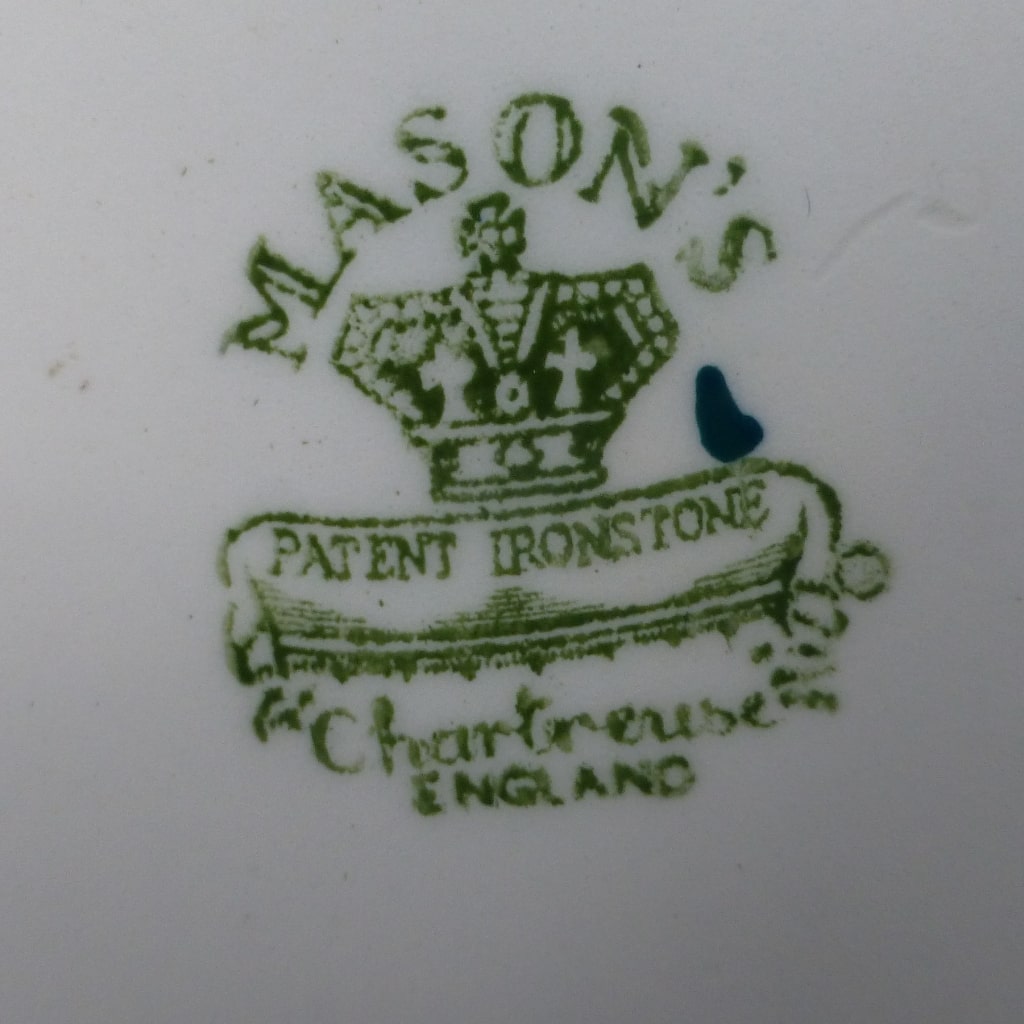 MASON'S
PATENT IRONSTONE
"Chartreuse"
ENGLAND